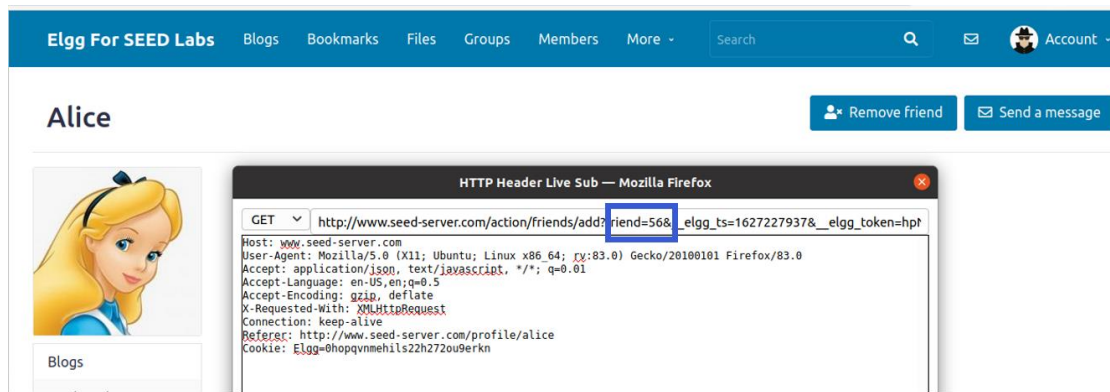 Elgg For SEED Labs Blogs Bookmarks Files Groups Members More Search Account
Alice
Remove friend Send a message
HTTP Header Live Sub — Mozilla Firefox
GET http://www.seed-server.com/action/friends/add?friend=56&__elgg_ts=1627227937&__elgg_token=hpN
Host: www.seed-server.com
User-Agent: Mozilla/5.0 (X11; Ubuntu; Linux x86_64; rv:83.0) Gecko/20100101 Firefox/83.0
Accept: application/json, text/javascript, */*; q=0.01
Accept-Language: en-US,en;q=0.5
Accept-Encoding: gzip, deflate
X-Requested-With: XMLHttpRequest
Connection: keep-alive
Referer: http://www.seed-server.com/profile/alice
Cookie: Elgg=0hopqvnmehils22h272ou9erkn
Blogs